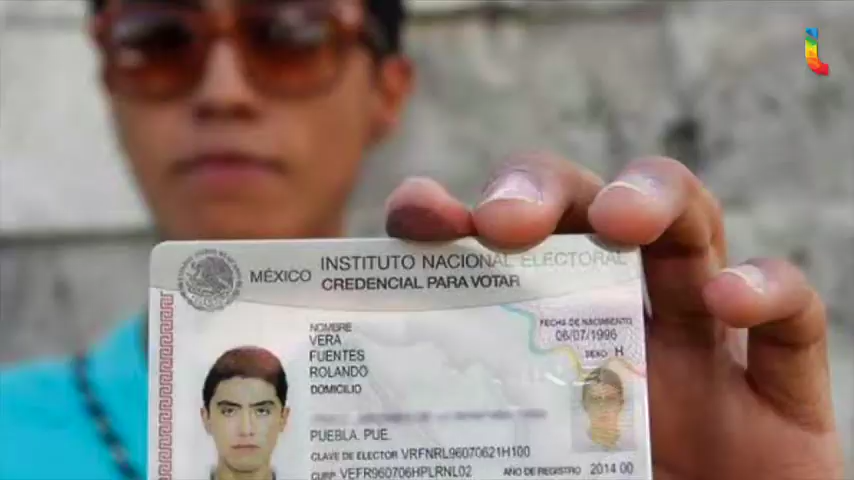 MÉXICO INSTITUTO NACIONAL ELECTORAL
CREDENCIAL PARA VOTAR
NOMBRE
VERA
FUENTES
ROLANDO
DOMICILIO
PUEBLA, PUE.
CLAVE DE ELECTOR VRFNRL96070621H100
CURP VEFR960706HPLRNL02
AÑO DE REGISTRO 2014 00
FECHA DE NACIMIENTO
06/07/1996
SEXO H